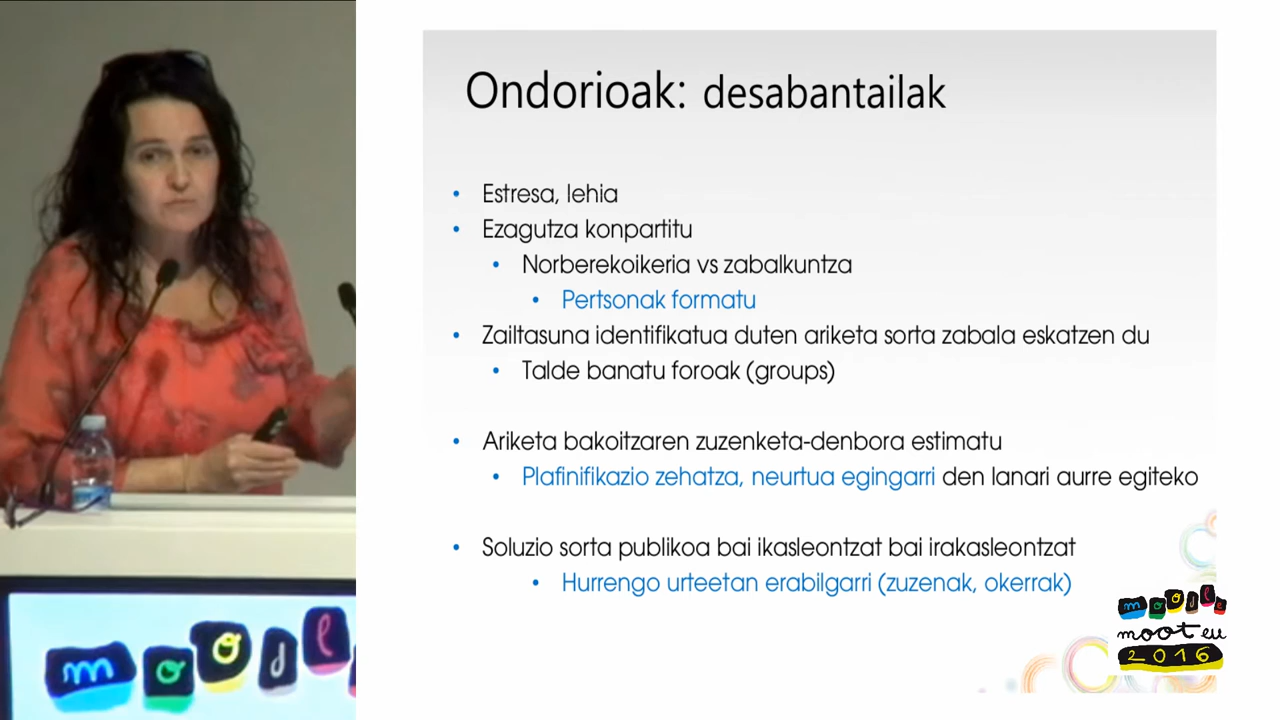 Ondorioak: desabantailak
• Estresa, lehia
• Ezagutza konpartitu
• Norberekoikeria vs zabalkuntza
• Pertsonak formatu
• Zailtasuna identifikatua duten ariketa sorta zabala eskatzen du
• Talde banatu foroak (groups)
• Ariketa bakoitzaren zuzenketa-denbora estimatu
• Plafinifikazio zehatza, neurtua egingarri den lanari aurre egiteko
• Soluzio sorta publikoa bai ikasleontzat bai irakasleontzat
• Hurrengo urteetan erabilgarri (zuzenak, okerrak)
moodle
moot eu
2016
moodl